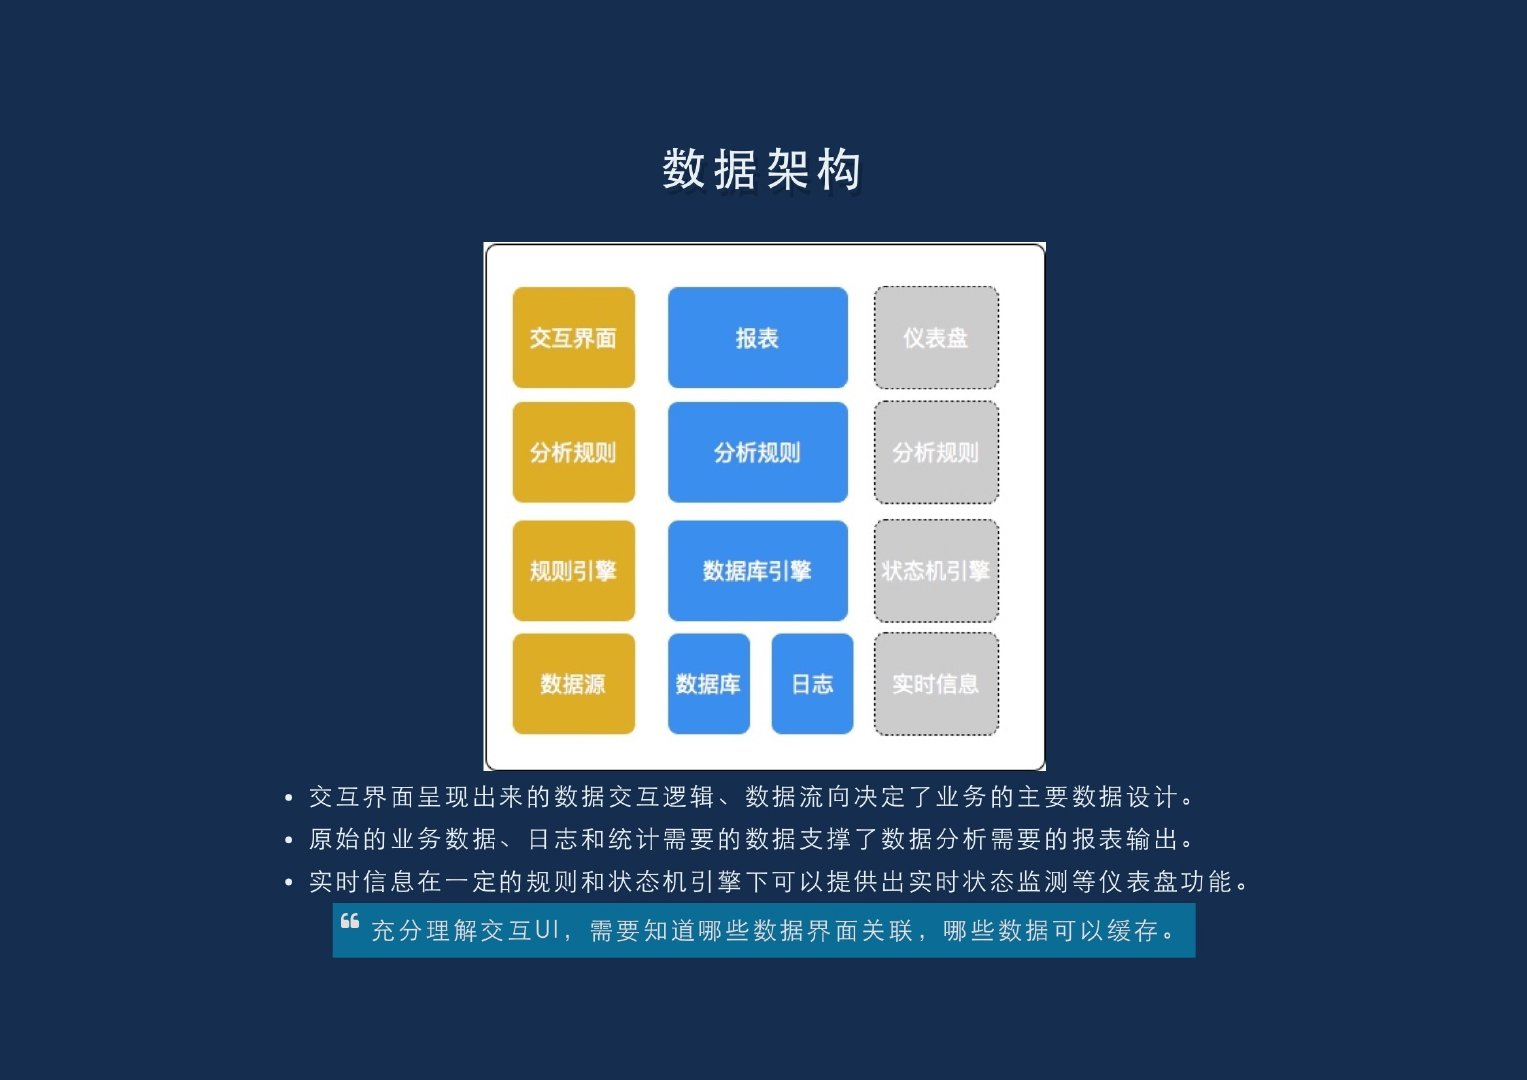 数据架构
交互界面 报表 仪表盘
分析规则 分析规则 分析规则
规则引擎 数据库引擎 状态机引擎
数据源 数据库 日志 实时信息
• 交互界面呈现出来的数据交互逻辑、数据流向决定了业务的主要数据设计。
• 原始的业务数据、日志和统计需要的数据支撑了数据分析需要的报表输出。
• 实时信息在一定的规则和状态机引擎下可以提供出实时状态监测等仪表盘功能。
“ 充分理解交互UI，需要知道哪些数据界面关联，哪些数据可以缓存。